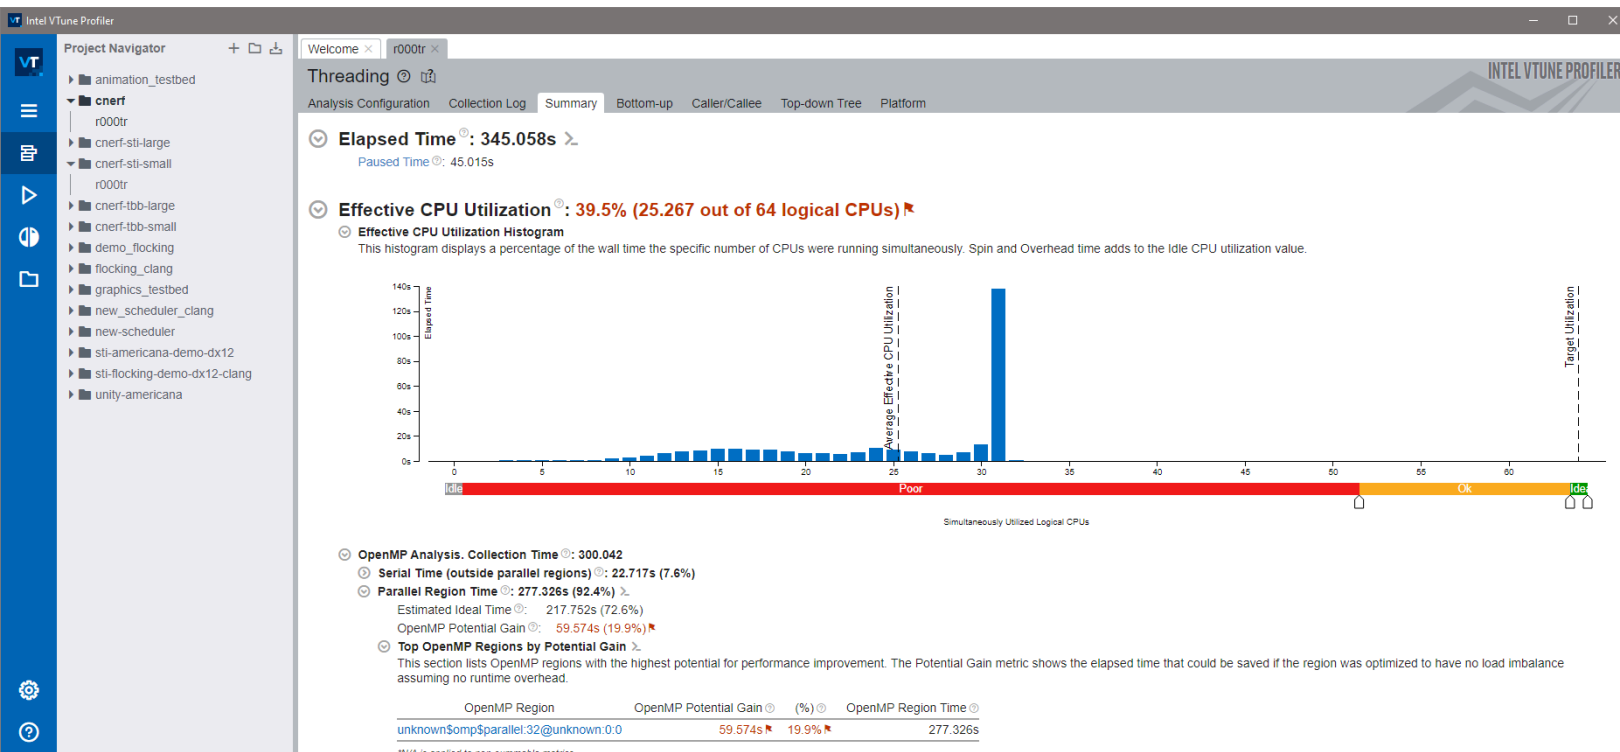 Intel VTune Profiler
VT
Project Navigator
animation_testbed
cnerf
r000tr
cnerf-sti-large
cnerf-sti-small
r000tr
cnerf-tbb-large
cnerf-tbb-small
demo_flocking
flocking_clang
graphics_testbed
new_scheduler_clang
new-scheduler
sti-americana-demo-dx12
sti-flocking-demo-dx12-clang
unity-americana
Welcome
r000tr
Threading
INTEL VTUNE PROFILER
Analysis Configuration Collection Log Summary Bottom-up Caller/Callee Top-down Tree Platform
Elapsed Time: 345.058s
Paused Time: 45.015s
Effective CPU Utilization: 39.5% (25.267 out of 64 logical CPUs)
Effective CPU Utilization Histogram
This histogram displays a percentage of the wall time the specific number of CPUs were running simultaneously. Spin and Overhead time adds to the Idle CPU utilization value.
140s
120s
100s
80s
60s
40s
20s
0s
Elapsed Time
Average Effective CPU Utilization
Target Utilization
0 5 10 15 20 25 30 35 40 45 50 55 60
Idle Poor Ok Idea
Simultaneously Utilized Logical CPUs
OpenMP Analysis. Collection Time: 300.042
Serial Time (outside parallel regions): 22.717s (7.6%)
Parallel Region Time: 277.326s (92.4%)
Estimated Ideal Time: 217.752s (72.6%)
OpenMP Potential Gain: 59.574s (19.9%)
Top OpenMP Regions by Potential Gain
This section lists OpenMP regions with the highest potential for performance improvement. The Potential Gain metric shows the elapsed time that could be saved if the region was optimized to have no load imbalance
assuming no runtime overhead.
OpenMP Region OpenMP Potential Gain (%) OpenMP Region Time
unknown$omp$parallel:32@unknown:0:0 59.574s 19.9% 277.326s